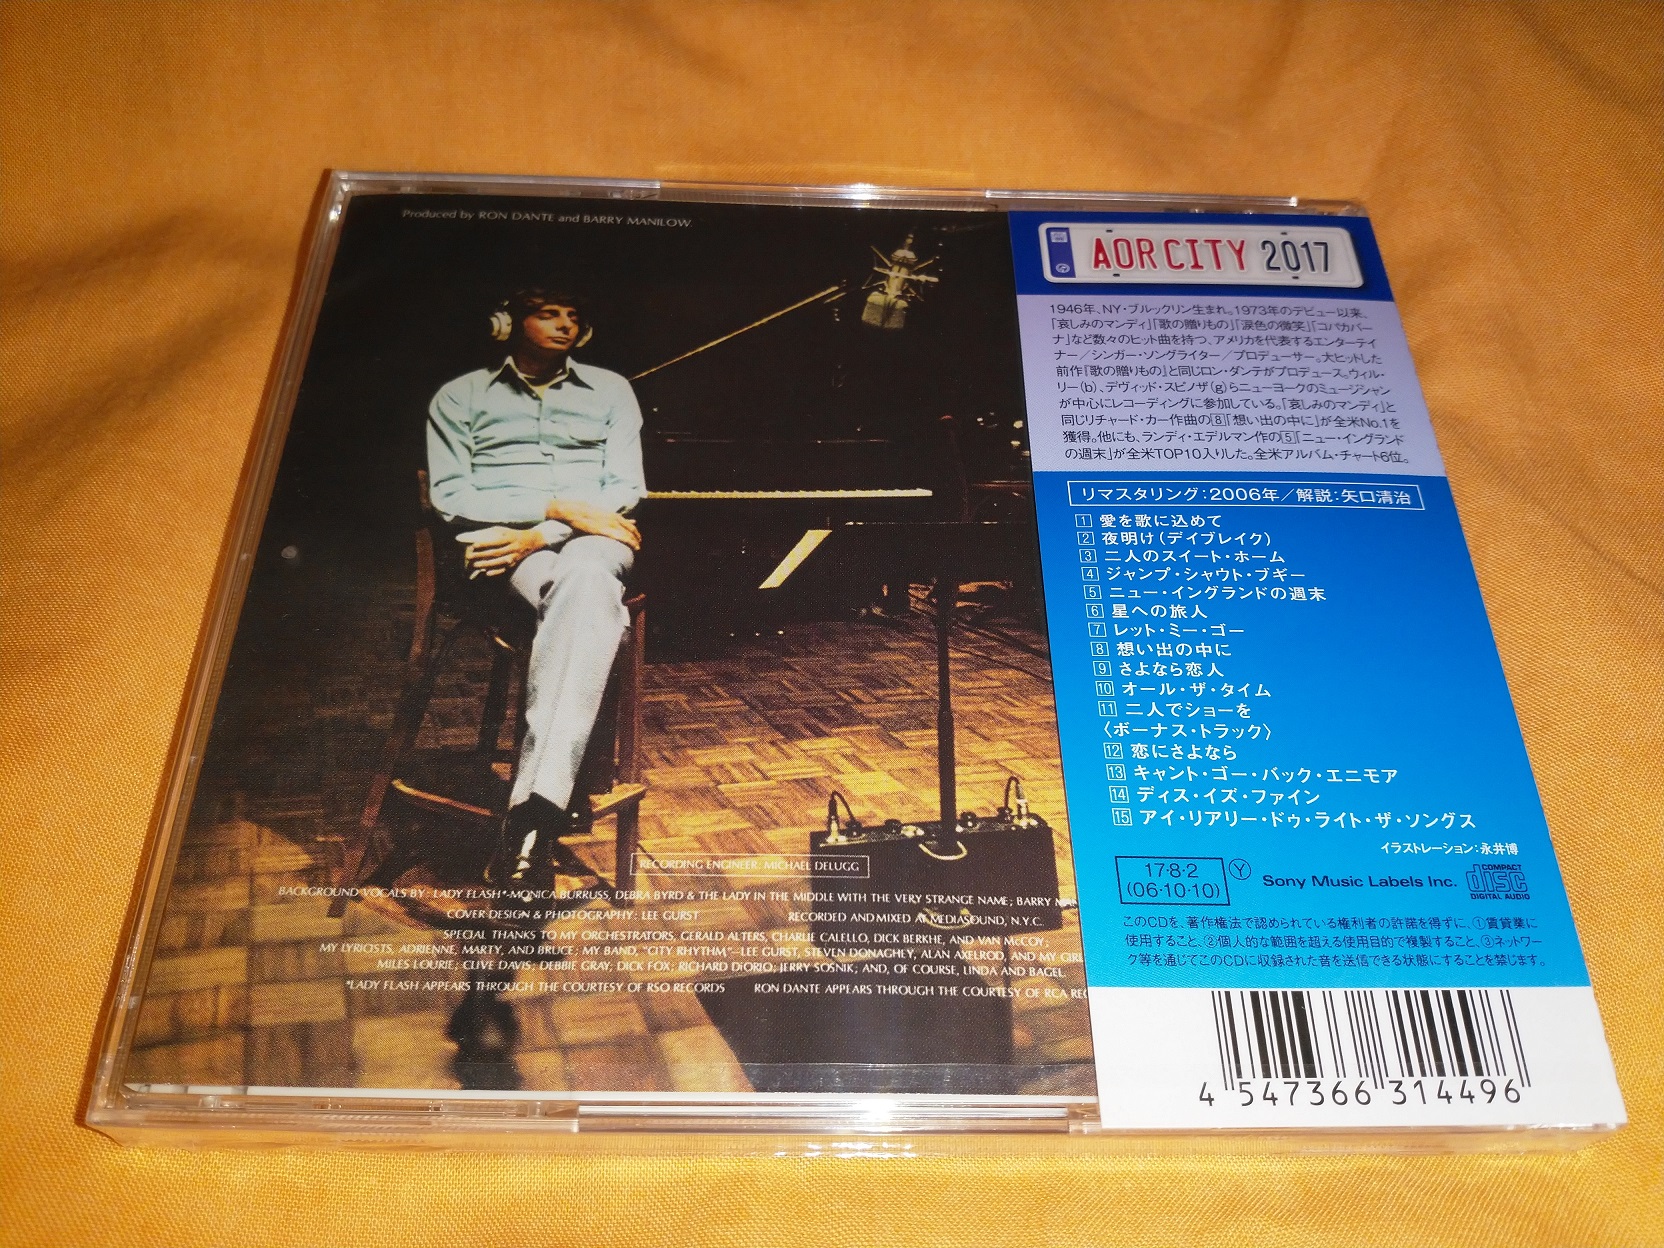 Produced by RON DANTE and BARRY MANILOW
RECORDING ENGINEER: MICHAEL DELUGG
BACKGROUND VOCALS BY: LADY FLASH*-MONICA BURRUSS, DEBRA BYRD & THE LADY IN THE MIDDLE WITH THE VERY STRANGE NAME; BARRY MAN
COVER DESIGN & PHOTOGRAPHY: LEE GURST RECORDED AND MIXED AT MEDIASOUND, N.Y.C.
SPECIAL THANKS TO MY ORCHESTRATORS, GERALD ALTERS, CHARLIE CALELLO, DICK BERKHE, AND VAN McCOY;
MY LYRICISTS, ADRIENNE, MARTY, AND BRUCE; MY BAND, "CITY RHYTHM"-LEE GURST, STEVEN DONAGHEY, ALAN AXELROD, AND MY GIRL
MILES LOURIE; CLIVE DAVIS; DEBBIE GRAY; DICK FOX; RICHARD DIORIO; JERRY SOSNIK; AND, OF COURSE, LINDA AND BAGEL.
*LADY FLASH APPEARS THROUGH THE COURTESY OF RSO RECORDS RON DANTE APPEARS THROUGH THE COURTESY OF RCA REC
AOR CITY 2017
1946年、NY・ブルックリン生まれ。1973年のデビュー以来、
「哀しみのマンディ」「歌の贈りもの」「涙色の微笑」「コパカバー
ナ」など数々のヒット曲を持つ、アメリカを代表するエンターテイ
ナー／シンガー・ソングライター／プロデューサー。大ヒットした
前作『歌の贈りもの』と同じロン・ダンテがプロデュース。ウィル・
リー(b)、デヴィッド・スピノザ(g)らニューヨークのミュージシャン
が中心にレコーディングに参加している。「哀しみのマンディ」と
同じリチャード・カー作曲の8「想い出の中に」が全米No.1を
獲得。他にも、ランディ・エデルマン作の5「ニュー・イングランド
の週末」が全米TOP10入りした。全米アルバム・チャート6位。
リマスタリング：2006年／解説：矢口清治
1 愛を歌に込めて
2 夜明け（デイブレイク）
3 二人のスイート・ホーム
4 ジャンプ・シャウト・ブギー
5 ニュー・イングランドの週末
6 星への旅人
7 レット・ミー・ゴー
8 想い出の中に
9 さよなら恋人
10 オール・ザ・タイム
11 二人でショーを
〈ボーナス・トラック〉
12 恋にさよなら
13 キャント・ゴー・バック・エニモア
14 ディス・イズ・ファイン
15 アイ・リアリー・ドゥ・ライト・ザ・ソングス
イラストレーション：永井博
17・8・2
(06・10・10)
Y
Sony Music Labels Inc.
COMPACT
disc
DIGITAL AUDIO
このCDを、著作権法で認められている権利者の許諾を得ずに、①賃貸業に
使用すること、②個人的な範囲を超える使用目的で複製すること、③ネットワー
ク等を通じてこのCDに収録された音を送信できる状態にすることを禁じます。
4 547366 314496